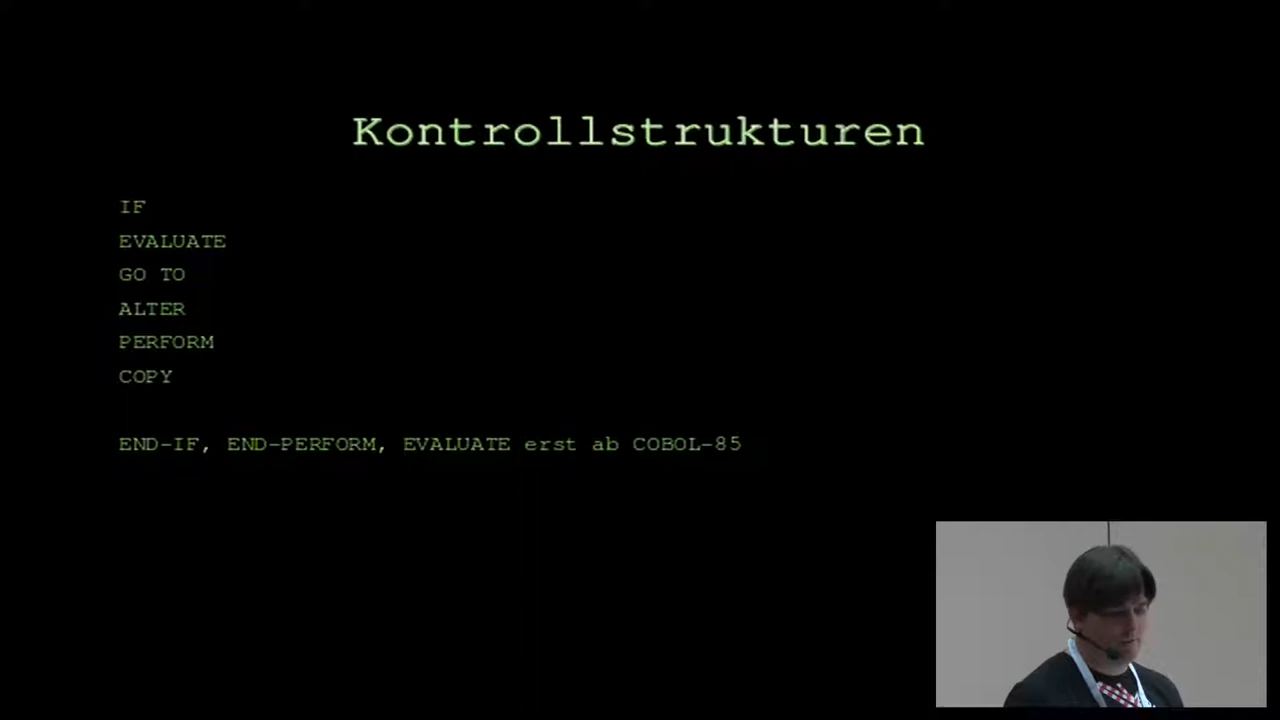 Kontrollstrukturen
IF
EVALUATE
GO TO
ALTER
PERFORM
COPY
END-IF, END-PERFORM, EVALUATE erst ab COBOL-85